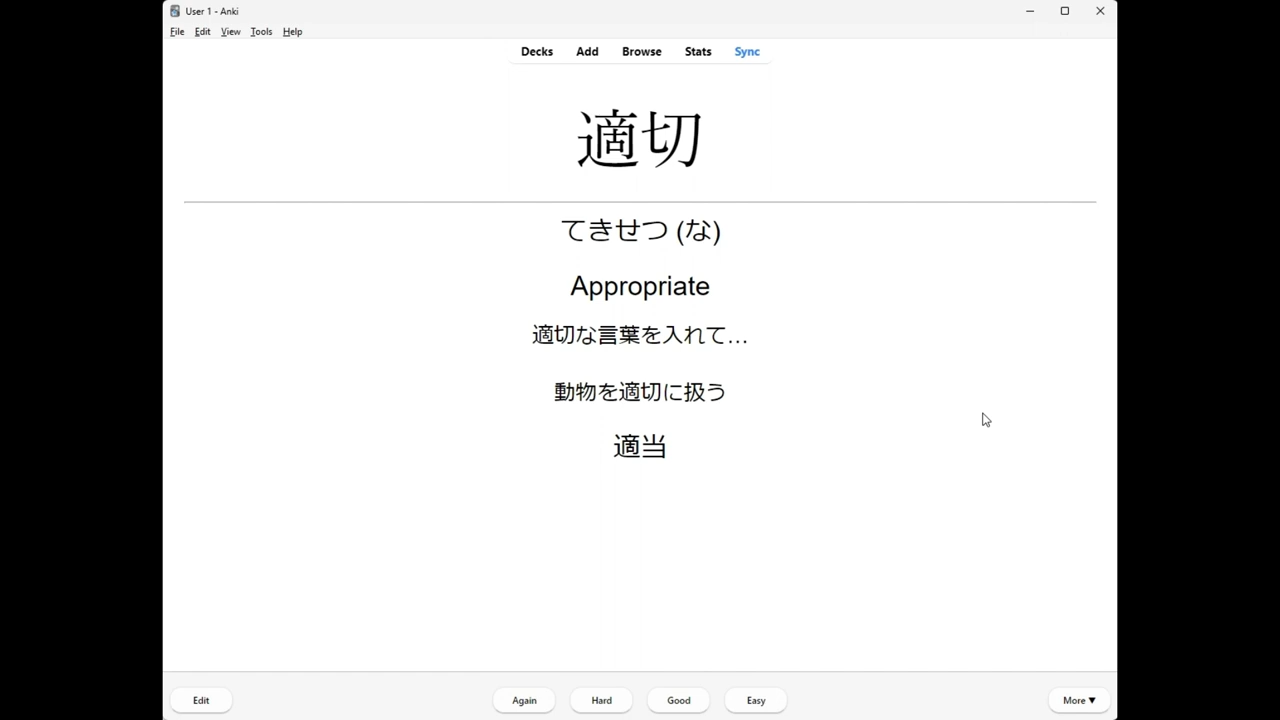 User 1 - Anki
File Edit View Tools Help
Decks Add Browse Stats Sync
適切
てきせつ (な)
Appropriate
適切な言葉を入れて…
動物を適切に扱う
適当
Edit Again Hard Good Easy More ▼